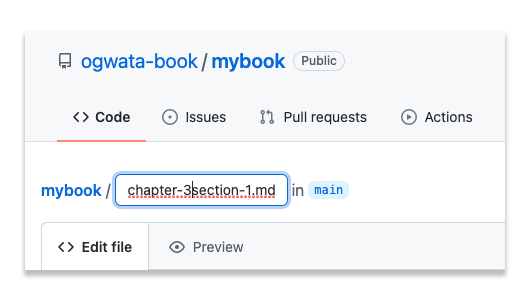 ogwata-book / mybook Public
Code Issues Pull requests Actions
mybook / chapter-3section-1.md in main
Edit file Preview